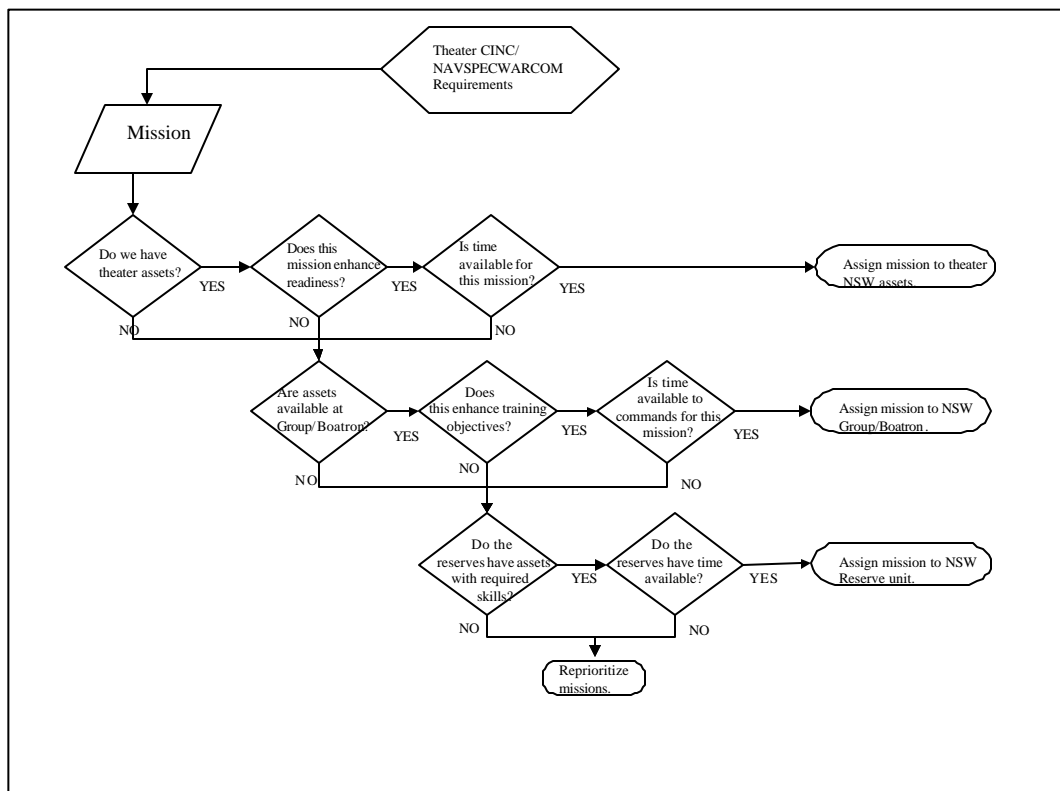 Theater CINC/
NAVSPECWARCOM
Requirements
Mission
Do we have
theater assets?
YES
NO
Does this
mission enhance
readiness?
YES
NO
Is time
available for
this mission?
YES
NO
Assign mission to theater
NSW assets.
Are assets
available at
Group/Boatron?
YES
NO
Does
this enhance training
objectives?
YES
NO
Is time
available to
commands for this
mission?
YES
NO
Assign mission to NSW
Group/Boatron.
Do the
reserves have assets
with required
skills?
YES
NO
Do the
reserves have time
available?
YES
NO
Assign mission to NSW
Reserve unit.
Reprioritize
missions.